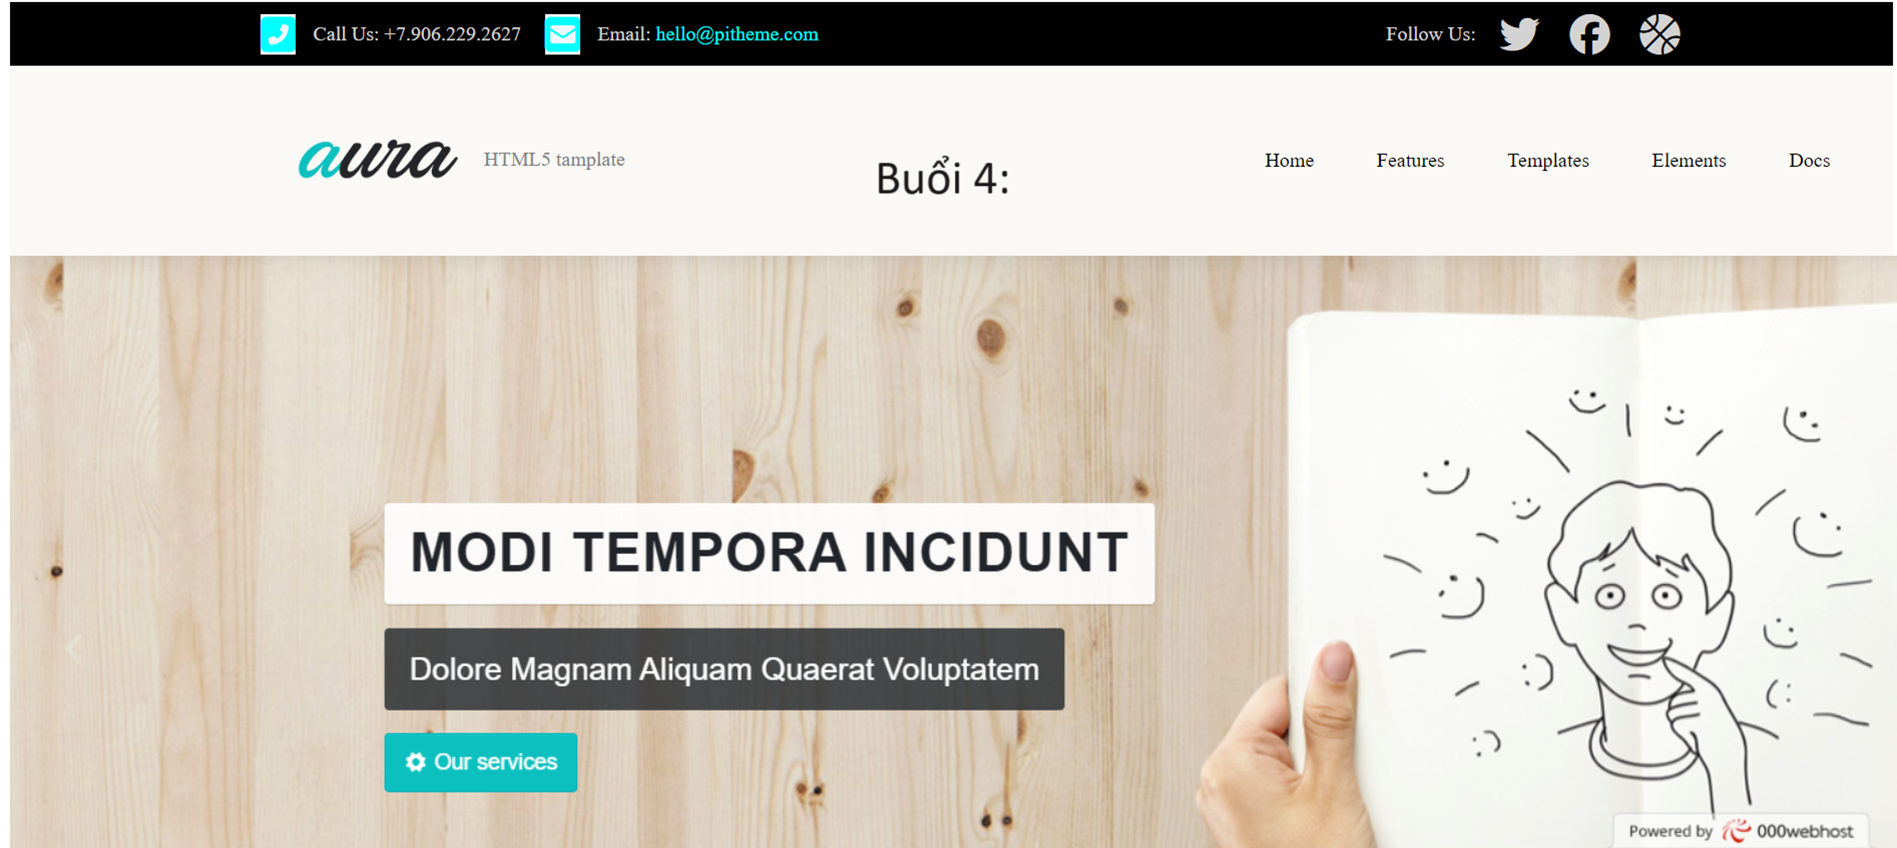 Call Us: +7.906.229.2627 Email: hello@pitheme.com Follow Us:
aura HTML5 tamplate Buổi 4: Home Features Templates Elements Docs
MODI TEMPORA INCIDUNT
Dolore Magnam Aliquam Quaerat Voluptatem
Our services
Powered by 000webhost